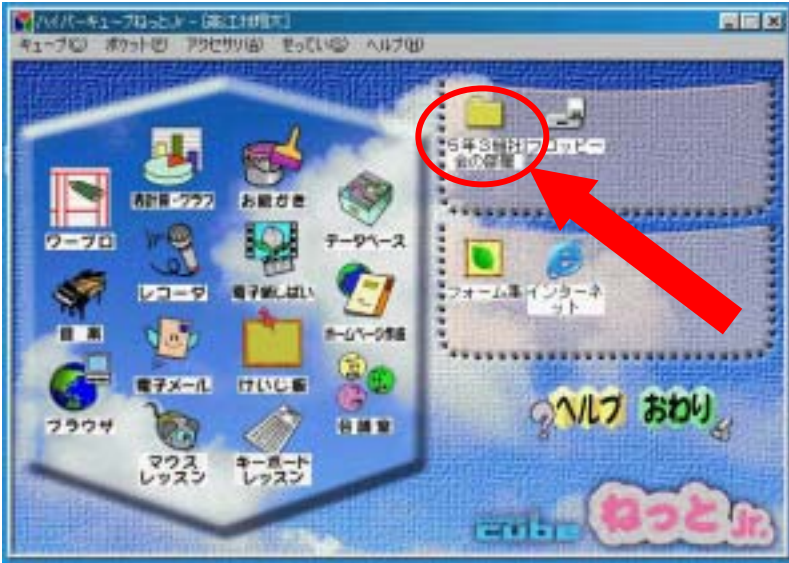 ハイパーキューブねっとJr
キューブ(C) ポケット(P) アクセサリ(A) せってい(S) ヘルプ(H)
表計算・グラフ
お絵かき
ワープロ
データベース
レコーダ
電子紙しばい
音楽
ホームページ作成
電子メール
けいじ板
ブラウザ
会議室
マウス
レッスン
キーボード
レッスン
フロッピー
フォーム集
インターネ
ット
ヘルプ おわり
cube ねっと Jr.